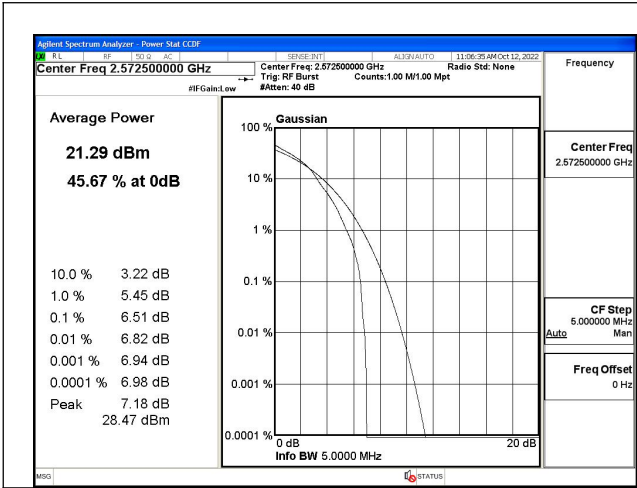 Agilent Spectrum Analyzer - Power Stat CCDF
RL RF 50 Ω AC SENSE:INT ALIGNAUTO 11:06:35 AM Oct 12, 2022
Center Freq 2.572500000 GHz
Center Freq: 2.572500000 GHz Radio Std: None
Trig: RF Burst Counts:1.00 M/1.00 Mpt
#IFGain:Low #Atten: 40 dB
Frequency
Average Power
21.29 dBm
45.67 % at 0dB
10.0 % 3.22 dB
1.0 % 5.45 dB
0.1 % 6.51 dB
0.01 % 6.82 dB
0.001 % 6.94 dB
0.0001 % 6.98 dB
Peak 7.18 dB
28.47 dBm
Gaussian
100 %
10 %
1 %
0.1 %
0.01 %
0.001 %
0.0001 %
0 dB 20 dB
Info BW 5.0000 MHz
Center Freq
2.572500000 GHz
CF Step
5.000000 MHz
Auto Man
Freq Offset
0 Hz
MSG STATUS